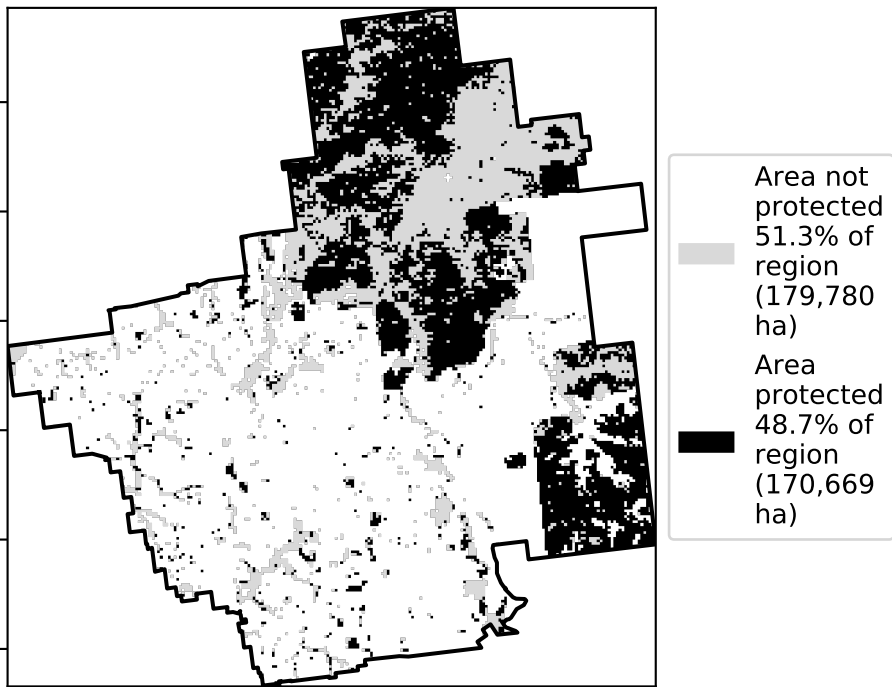 Area not
protected
51.3% of
region
(179,780
ha)
Area
protected
48.7% of
region
(170,669
ha)